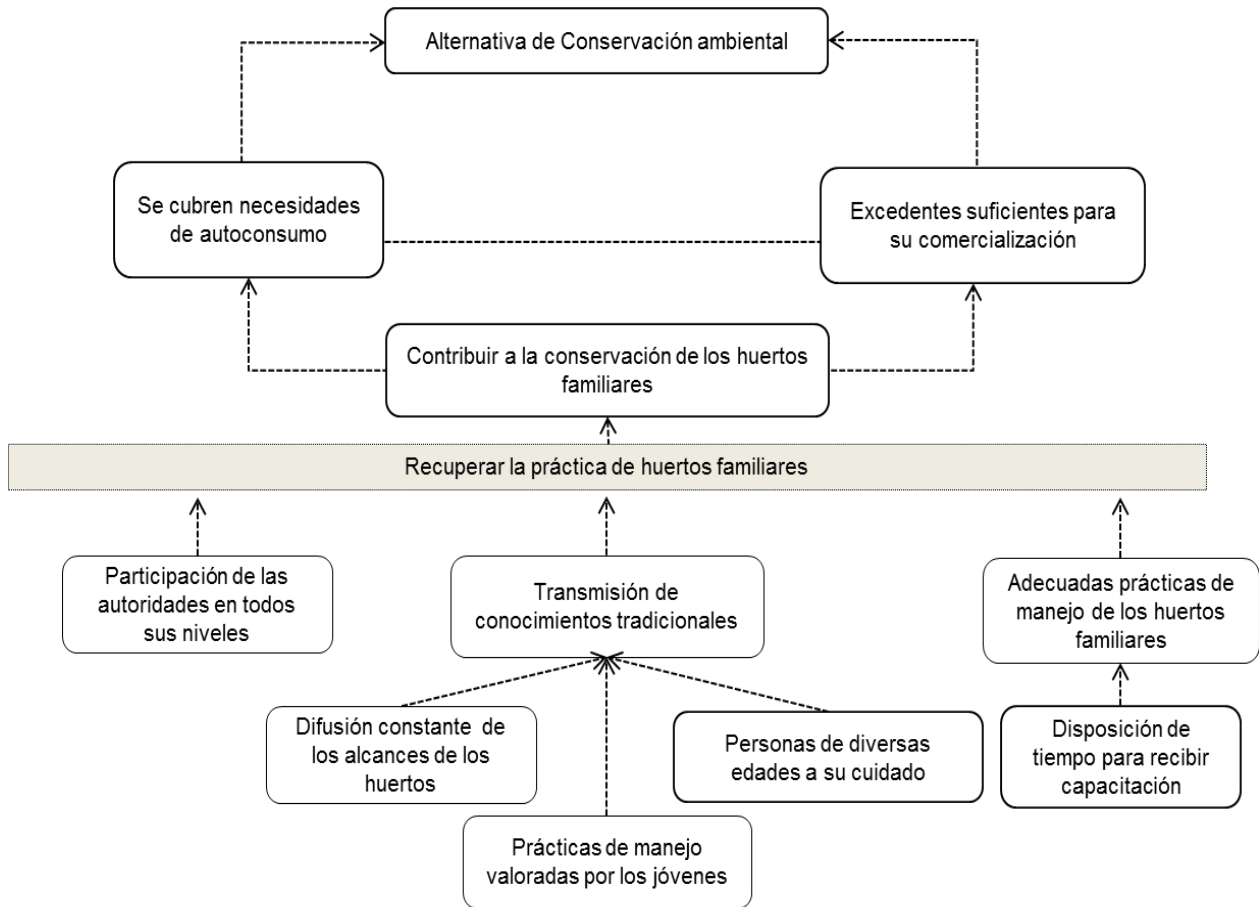 Alternativa de Conservación ambiental
Se cubren necesidades
de autoconsumo
Excedentes suficientes para
su comercialización
Contribuir a la conservación de los huertos
familiares
Recuperar la práctica de huertos familiares
Participación de las
autoridades en todos
sus niveles
Transmisión de
conocimientos tradicionales
Adecuadas prácticas de
manejo de los huertos
familiares
Difusión constante de
los alcances de los
huertos
Personas de diversas
edades a su cuidado
Disposición de
tiempo para recibir
capacitación
Prácticas de manejo
valoradas por los jóvenes